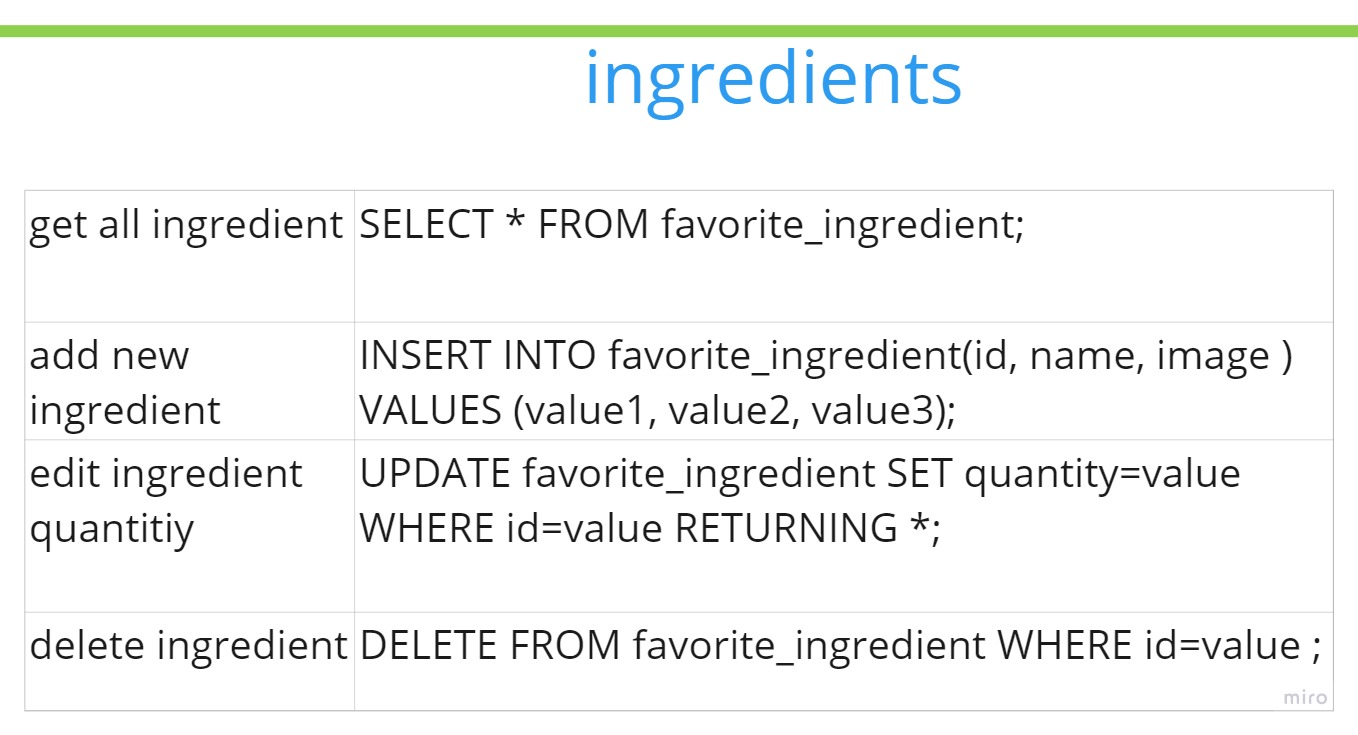 ingredients
get all ingredient
SELECT * FROM favorite_ingredient;
add new
ingredient
INSERT INTO favorite_ingredient(id, name, image )
VALUES (value1, value2, value3);
edit ingredient
quantitiy
UPDATE favorite_ingredient SET quantity=value
WHERE id=value RETURNING *;
delete ingredient
DELETE FROM favorite_ingredient WHERE id=value ;
miro